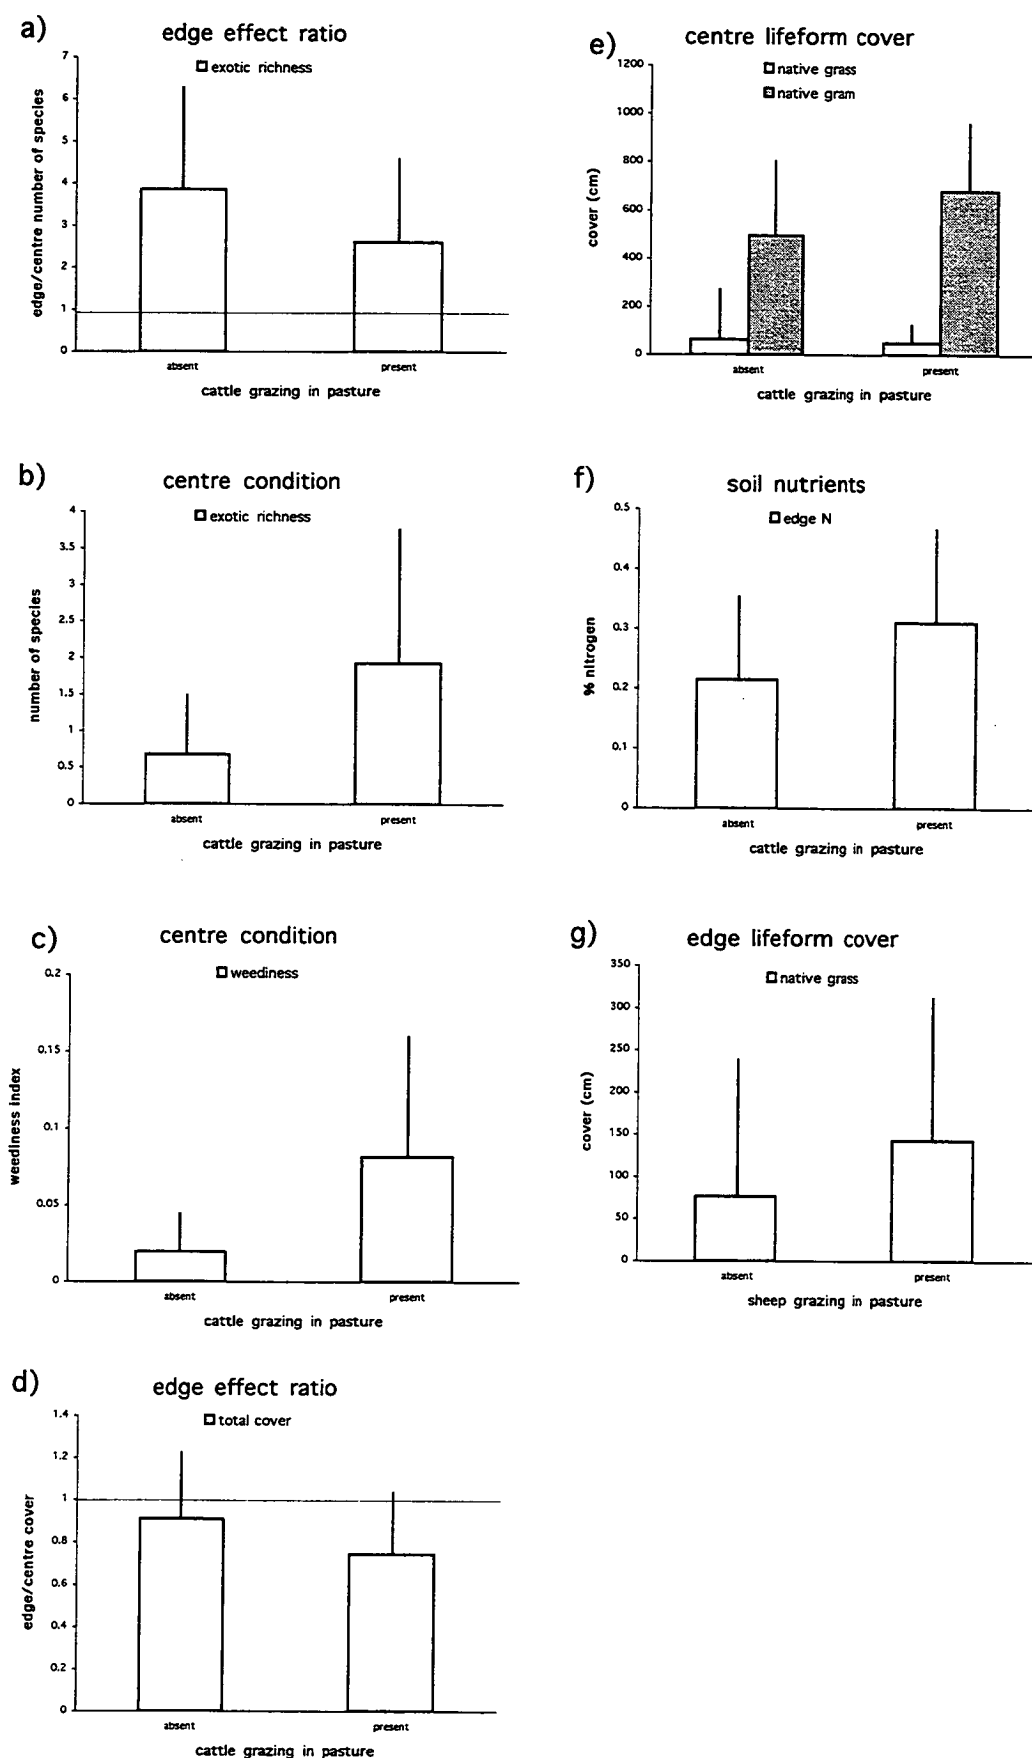 a)
edge effect ratio
exotic richness
edge/centre number of species
7
6
5
4
3
2
1
0
absent present
cattle grazing in pasture
b)
centre condition
exotic richness
number of species
4
3.5
3
2.5
2
1.5
1
0.5
0
absent present
cattle grazing in pasture
c)
centre condition
weediness
weediness index
0.2
0.15
0.1
0.05
0
absent present
cattle grazing in pasture
d)
edge effect ratio
total cover
edge/centre cover
1.4
1.2
1
0.8
0.6
0.4
0.2
0
absent present
cattle grazing in pasture
e)
centre lifeform cover
native grass
native gram
cover (cm)
1200
1000
800
600
400
200
0
absent present
cattle grazing in pasture
f)
soil nutrients
edge N
% nitrogen
0.5
0.4
0.3
0.2
0.1
0
absent present
cattle grazing in pasture
g)
edge lifeform cover
native grass
cover (cm)
350
300
250
200
150
100
50
0
absent present
sheep grazing in pasture